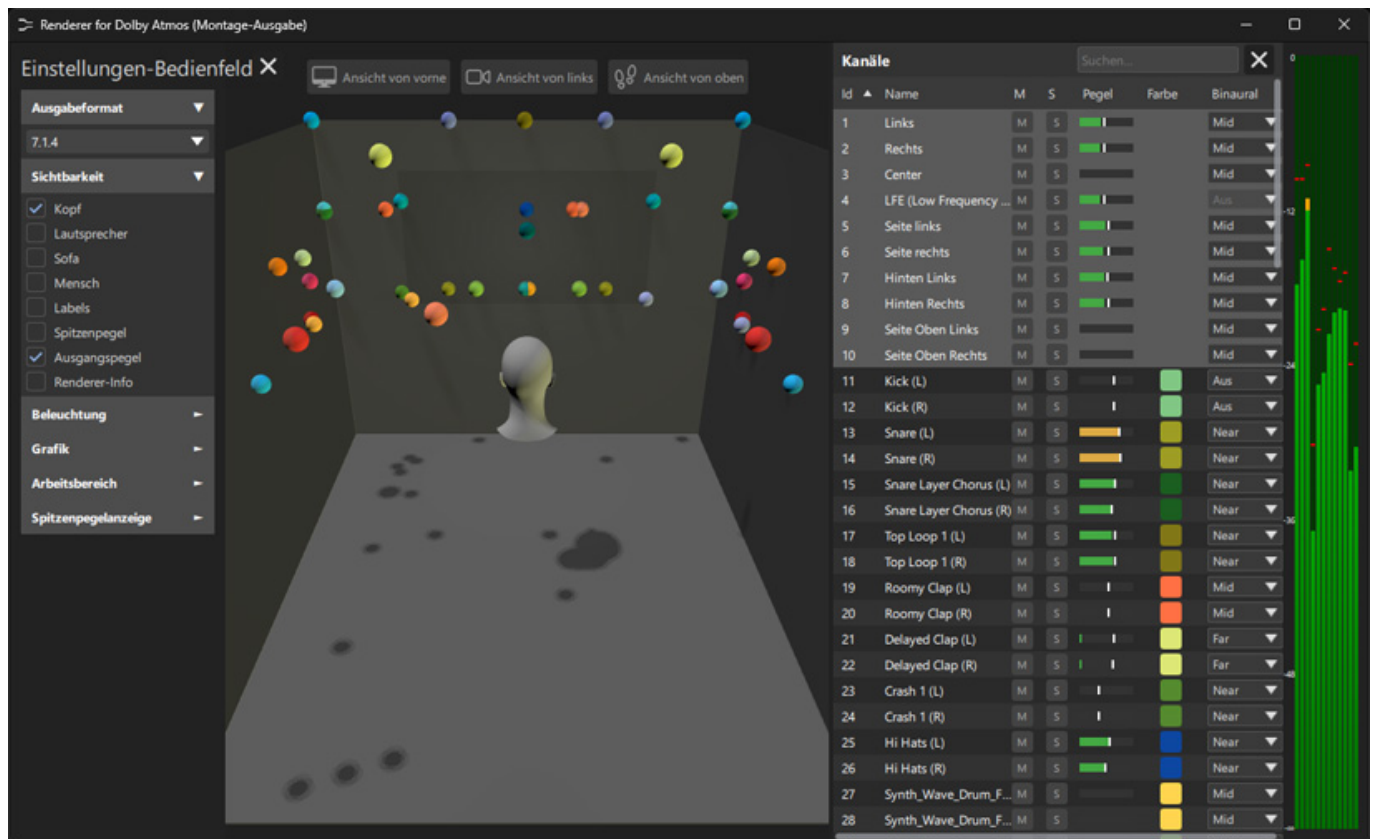 Renderer for Dolby Atmos (Montage-Ausgabe)
Einstellungen-Bedienfeld
Ausgabeformat
7.1.4
Sichtbarkeit
Kopf
Lautsprecher
Sofa
Mensch
Labels
Spitzenpegel
Ausgangspegel
Renderer-Info
Beleuchtung
Grafik
Arbeitsbereich
Spitzenpegelanzeige
Ansicht von vorne Ansicht von links Ansicht von oben
Kanäle Suchen...
Id Name M S Pegel Farbe Binaural
1 Links M S Mid
2 Rechts M S Mid
3 Center M S Mid
4 LFE (Low Frequency ... M S Aus
5 Seite links M S Mid
6 Seite rechts M S Mid
7 Hinten Links M S Mid
8 Hinten Rechts M S Mid
9 Seite Oben Links M S Mid
10 Seite Oben Rechts M S Mid
11 Kick (L) M S Aus
12 Kick (R) M S Aus
13 Snare (L) M S Near
14 Snare (R) M S Near
15 Snare Layer Chorus (L) M S Near
16 Snare Layer Chorus (R) M S Near
17 Top Loop 1 (L) M S Near
18 Top Loop 1 (R) M S Near
19 Roomy Clap (L) M S Mid
20 Roomy Clap (R) M S Mid
21 Delayed Clap (L) M S Far
22 Delayed Clap (R) M S Far
23 Crash 1 (L) M S Near
24 Crash 1 (R) M S Near
25 Hi Hats (L) M S Near
26 Hi Hats (R) M S Near
27 Synth_Wave_Drum_F... M S Mid
28 Synth_Wave_Drum_F... M S Mid
0
-12
-24
-36
-48